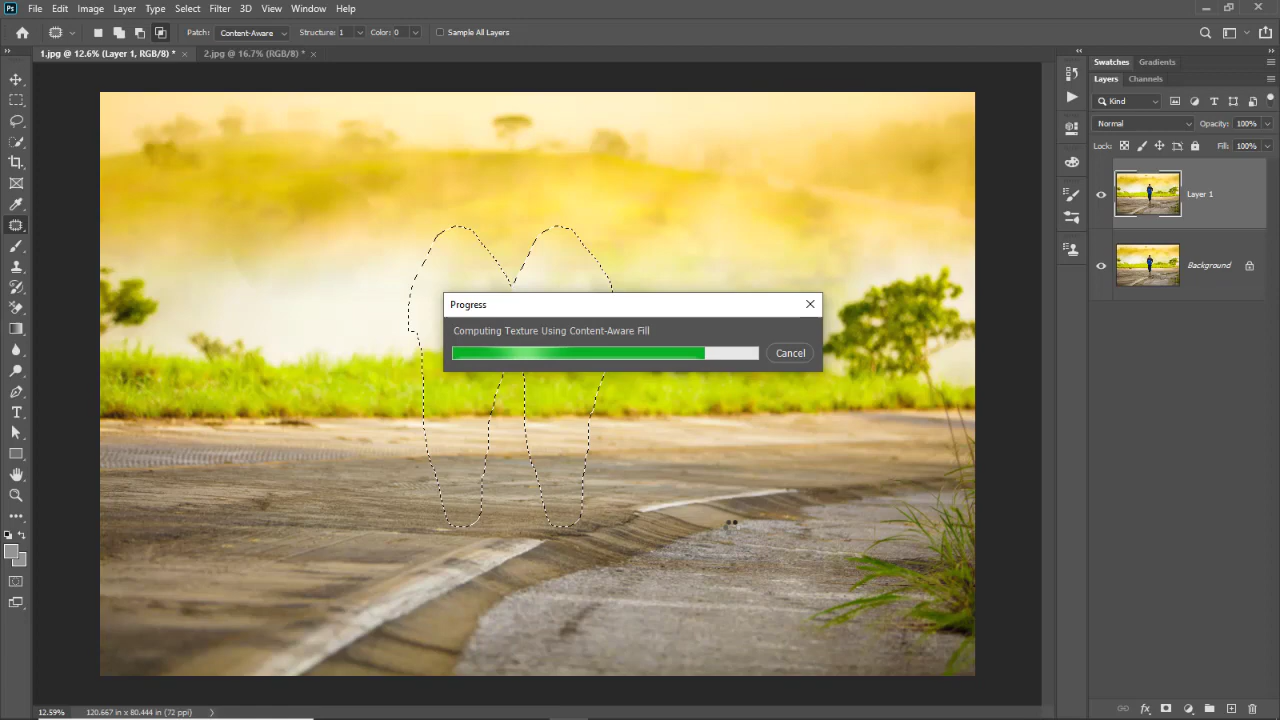 Ps File Edit Image Layer Type Select Filter 3D View Window Help
Patch: Content-Aware Structure: 1 Color: 0 Sample All Layers
1.jpg @ 12.6% (Layer 1, RGB/8) * × 2.jpg @ 16.7% (RGB/8) * ×
Swatches Gradients
Layers Channels
Kind
Normal Opacity: 100%
Lock: Fill: 100%
Layer 1
Background
Progress
Computing Texture Using Content-Aware Fill
Cancel
12.59% 120.667 in x 80.444 in (72 ppi)